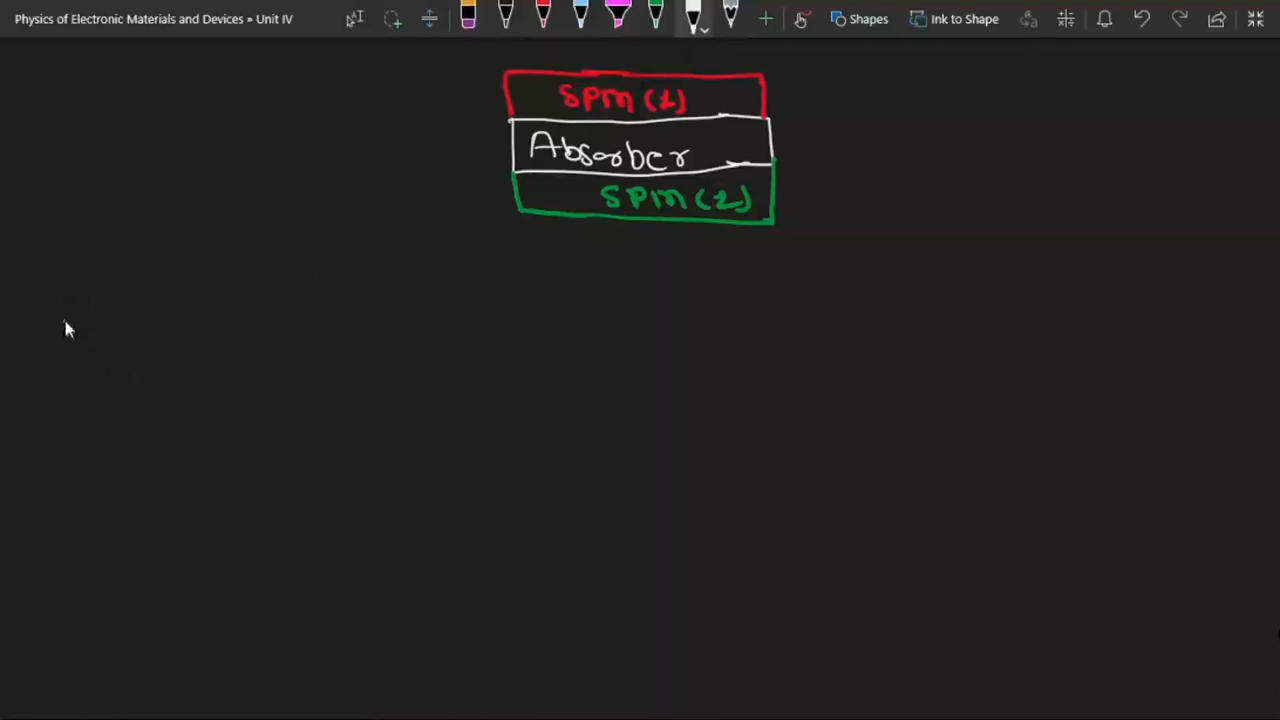 Physics of Electronic Materials and Devices » Unit IV
Shapes
Ink to Shape
SPM (1)
Absorber
SPM (2)